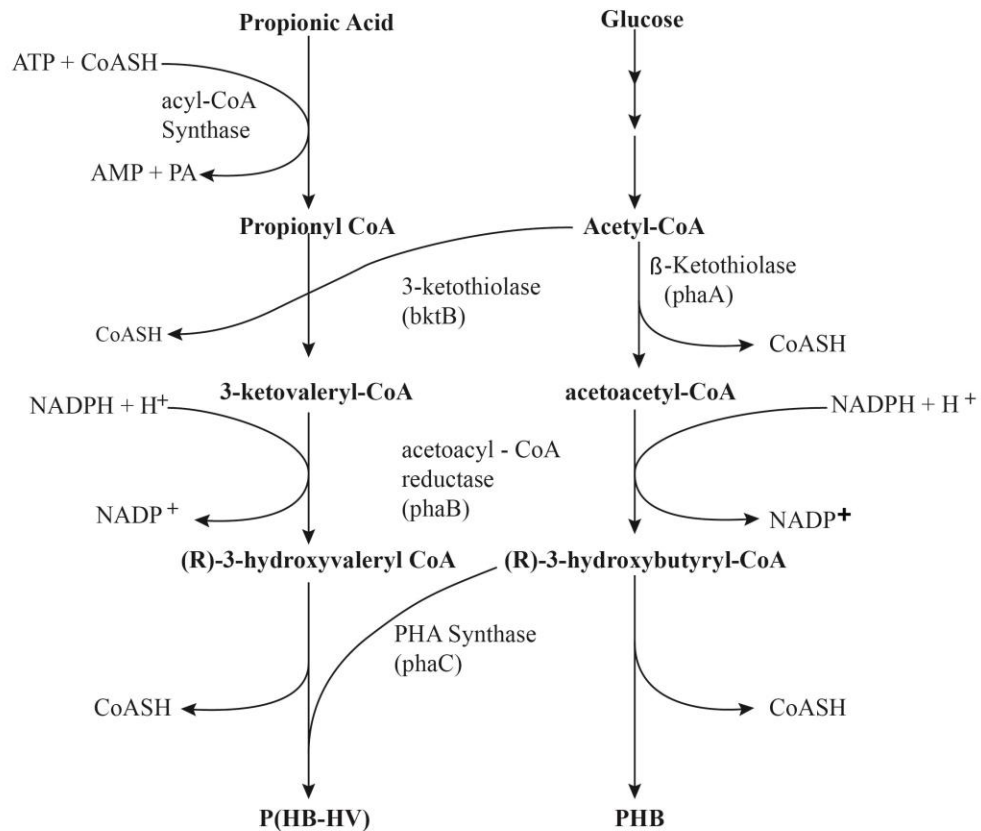 Propionic Acid
Glucose
ATP + CoASH
acyl-CoA
Synthase
AMP + PA
Propionyl CoA
Acetyl-CoA
ß-Ketothiolase
(phaA)
3-ketothiolase
(bktB)
CoASH
CoASH
3-ketovaleryl-CoA
acetoacetyl-CoA
NADPH + H+
NADPH + H +
acetoacyl - CoA
reductase
(phaB)
NADP +
NADP+
(R)-3-hydroxyvaleryl CoA
(R)-3-hydroxybutyryl-CoA
PHA Synthase
(phaC)
CoASH
CoASH
P(HB-HV)
PHB